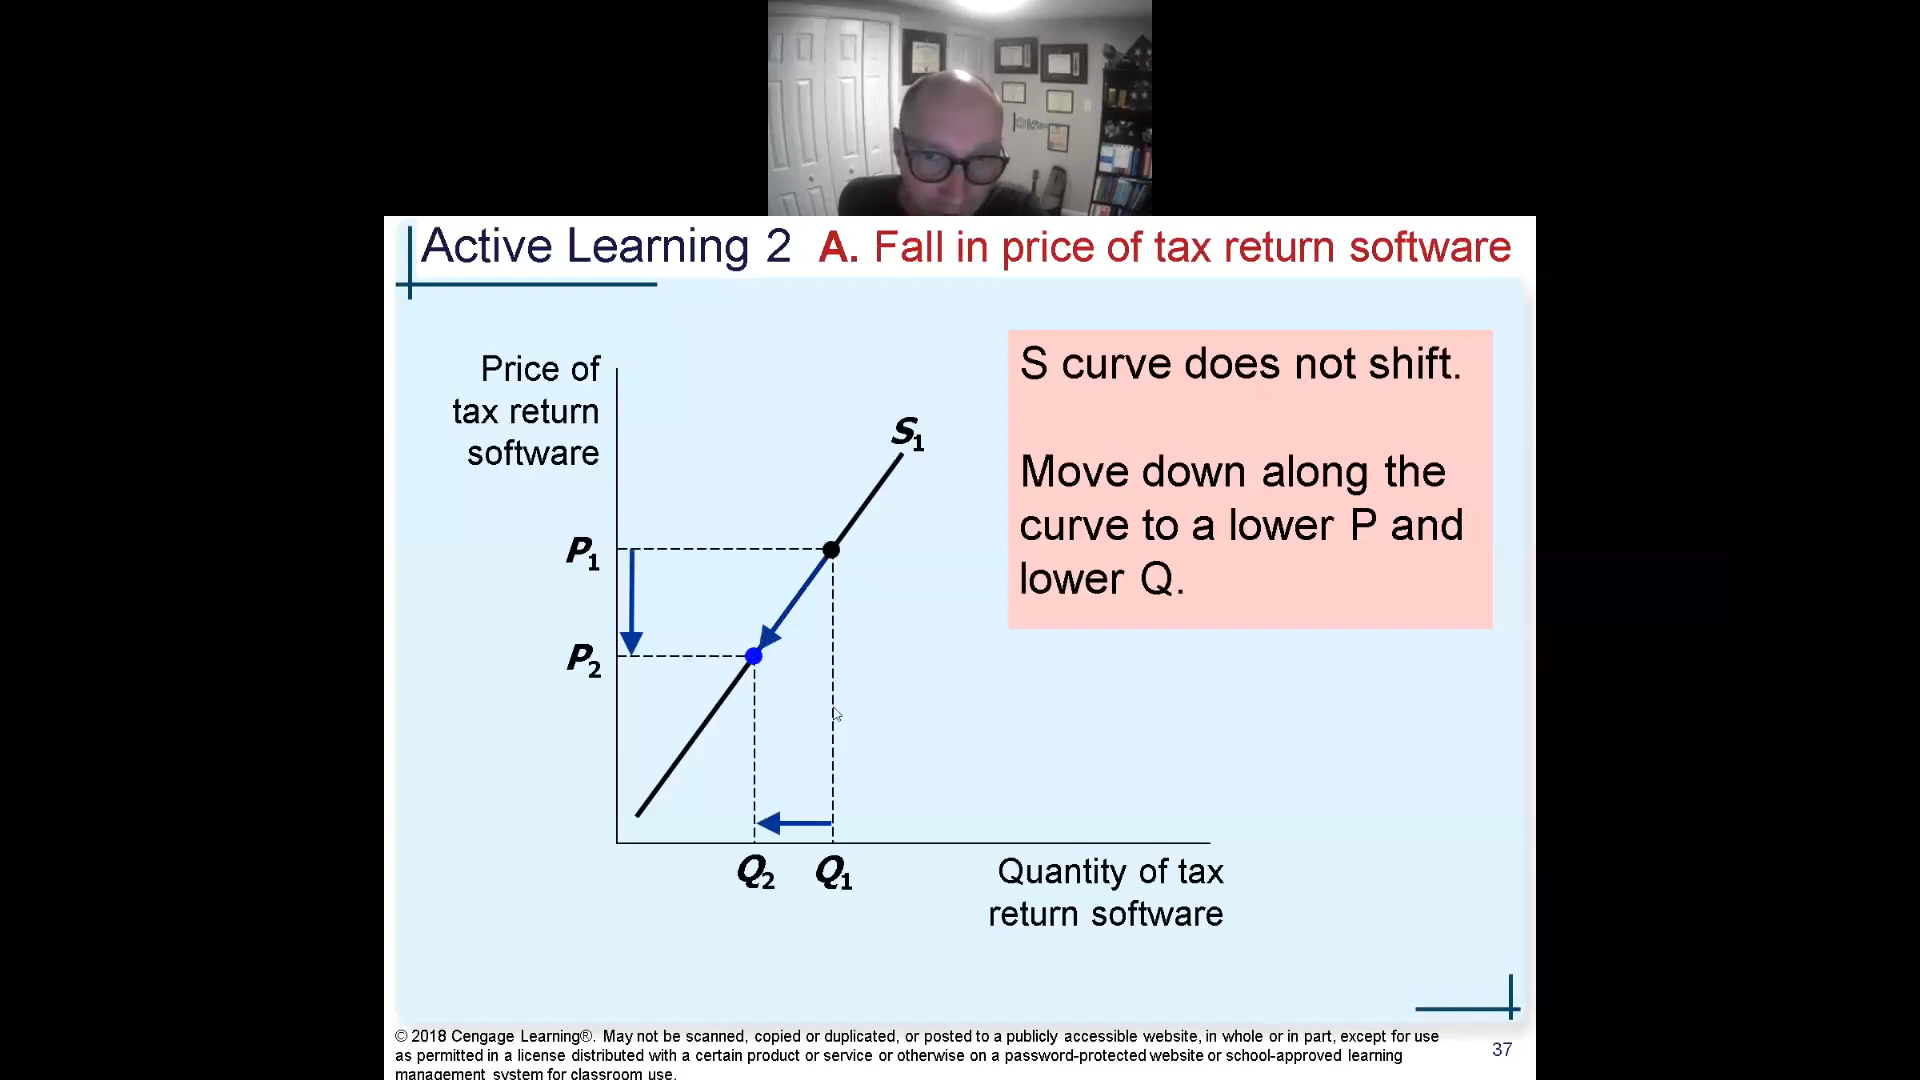 Active Learning 2 A. Fall in price of tax return software
Price of
tax return
software
S1
P1
P2
Q2 Q1
Quantity of tax
return software
S curve does not shift.
Move down along the
curve to a lower P and
lower Q.
© 2018 Cengage Learning®. May not be scanned, copied or duplicated, or posted to a publicly accessible website, in whole or in part, except for use
as permitted in a license distributed with a certain product or service or otherwise on a password-protected website or school-approved learning
management system for classroom use.
37